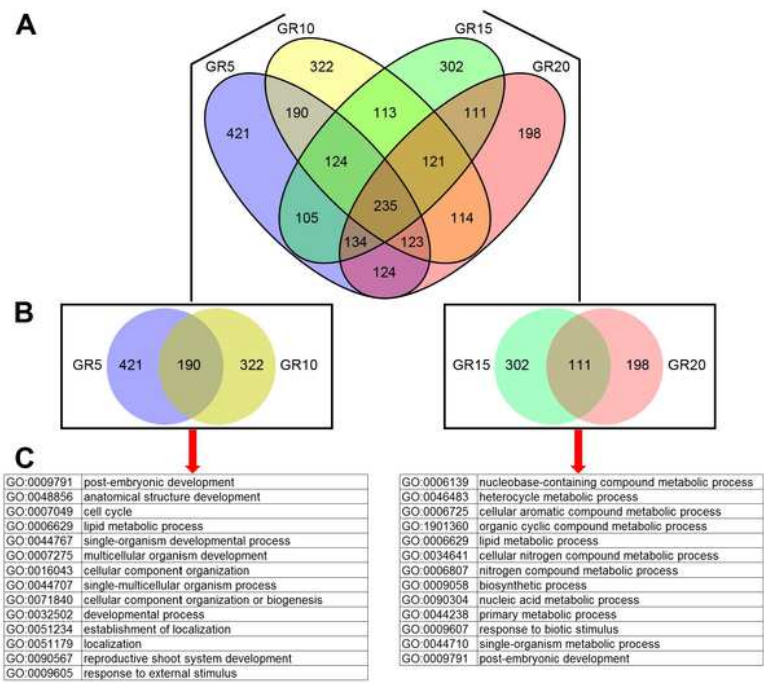 A
GR10
GR15
GR5
GR20
322
302
190
113
111
421
198
124
121
235
105
114
134
123
124
B
GR5 421 190 322 GR10
GR15 302 111 198 GR20
C
GO:0009791 post-embryonic development
GO:0048856 anatomical structure development
GO:0007049 cell cycle
GO:0006629 lipid metabolic process
GO:0044767 single-organism developmental process
GO:0007275 multicellular organism development
GO:0016043 cellular component organization
GO:0044707 single-multicellular organism process
GO:0071840 cellular component organization or biogenesis
GO:0032502 developmental process
GO:0051234 establishment of localization
GO:0051179 localization
GO:0090567 reproductive shoot system development
GO:0009605 response to external stimulus
GO:0006139 nucleobase-containing compound metabolic process
GO:0046483 heterocycle metabolic process
GO:0006725 cellular aromatic compound metabolic process
GO:1901360 organic cyclic compound metabolic process
GO:0006629 lipid metabolic process
GO:0034641 cellular nitrogen compound metabolic process
GO:0006807 nitrogen compound metabolic process
GO:0009058 biosynthetic process
GO:0090304 nucleic acid metabolic process
GO:0044238 primary metabolic process
GO:0009607 response to biotic stimulus
GO:0044710 single-organism metabolic process
GO:0009791 post-embryonic development